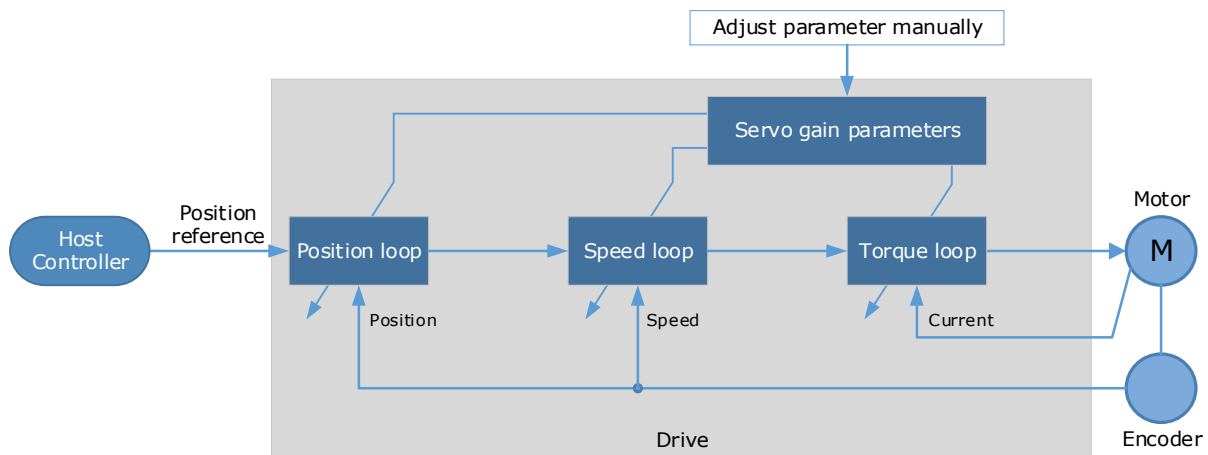 Adjust parameter manually
Servo gain parameters
Host
Controller
Position
reference
Position loop
Speed loop
Torque loop
Motor
M
Position
Speed
Current
Drive
Encoder